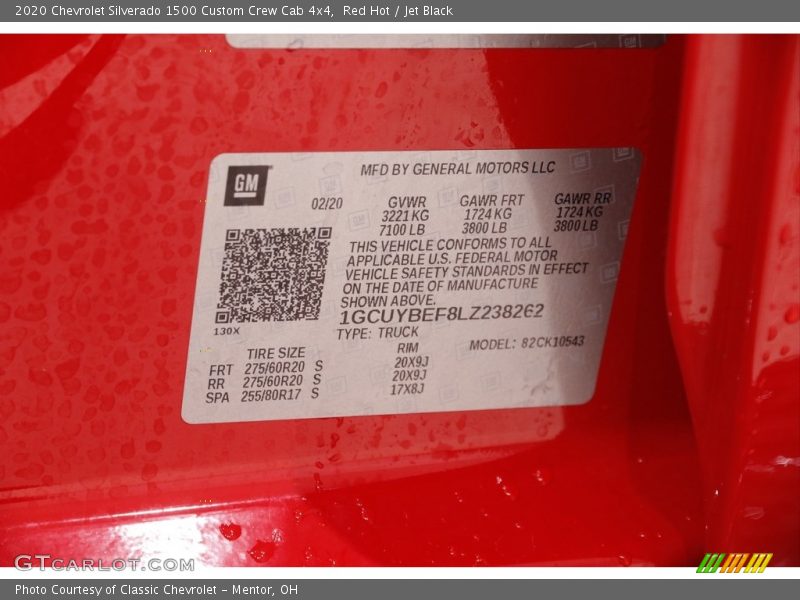 2020 Chevrolet Silverado 1500 Custom Crew Cab 4x4, Red Hot / Jet Black
GM
MFD BY GENERAL MOTORS LLC
02/20 GVWR GAWR FRT GAWR RR
3221 KG 1724 KG 1724 KG
7100 LB 3800 LB 3800 LB
THIS VEHICLE CONFORMS TO ALL
APPLICABLE U.S. FEDERAL MOTOR
VEHICLE SAFETY STANDARDS IN EFFECT
ON THE DATE OF MANUFACTURE
SHOWN ABOVE.
130X
1GCUYBEF8LZ238262
TYPE: TRUCK
MODEL: 82CK10543
TIRE SIZE RIM
FRT 275/60R20 S 20X9J
RR 275/60R20 S 20X9J
SPA 255/80R17 S 17X8J
GTCARLOT.COM
Photo Courtesy of Classic Chevrolet - Mentor, OH